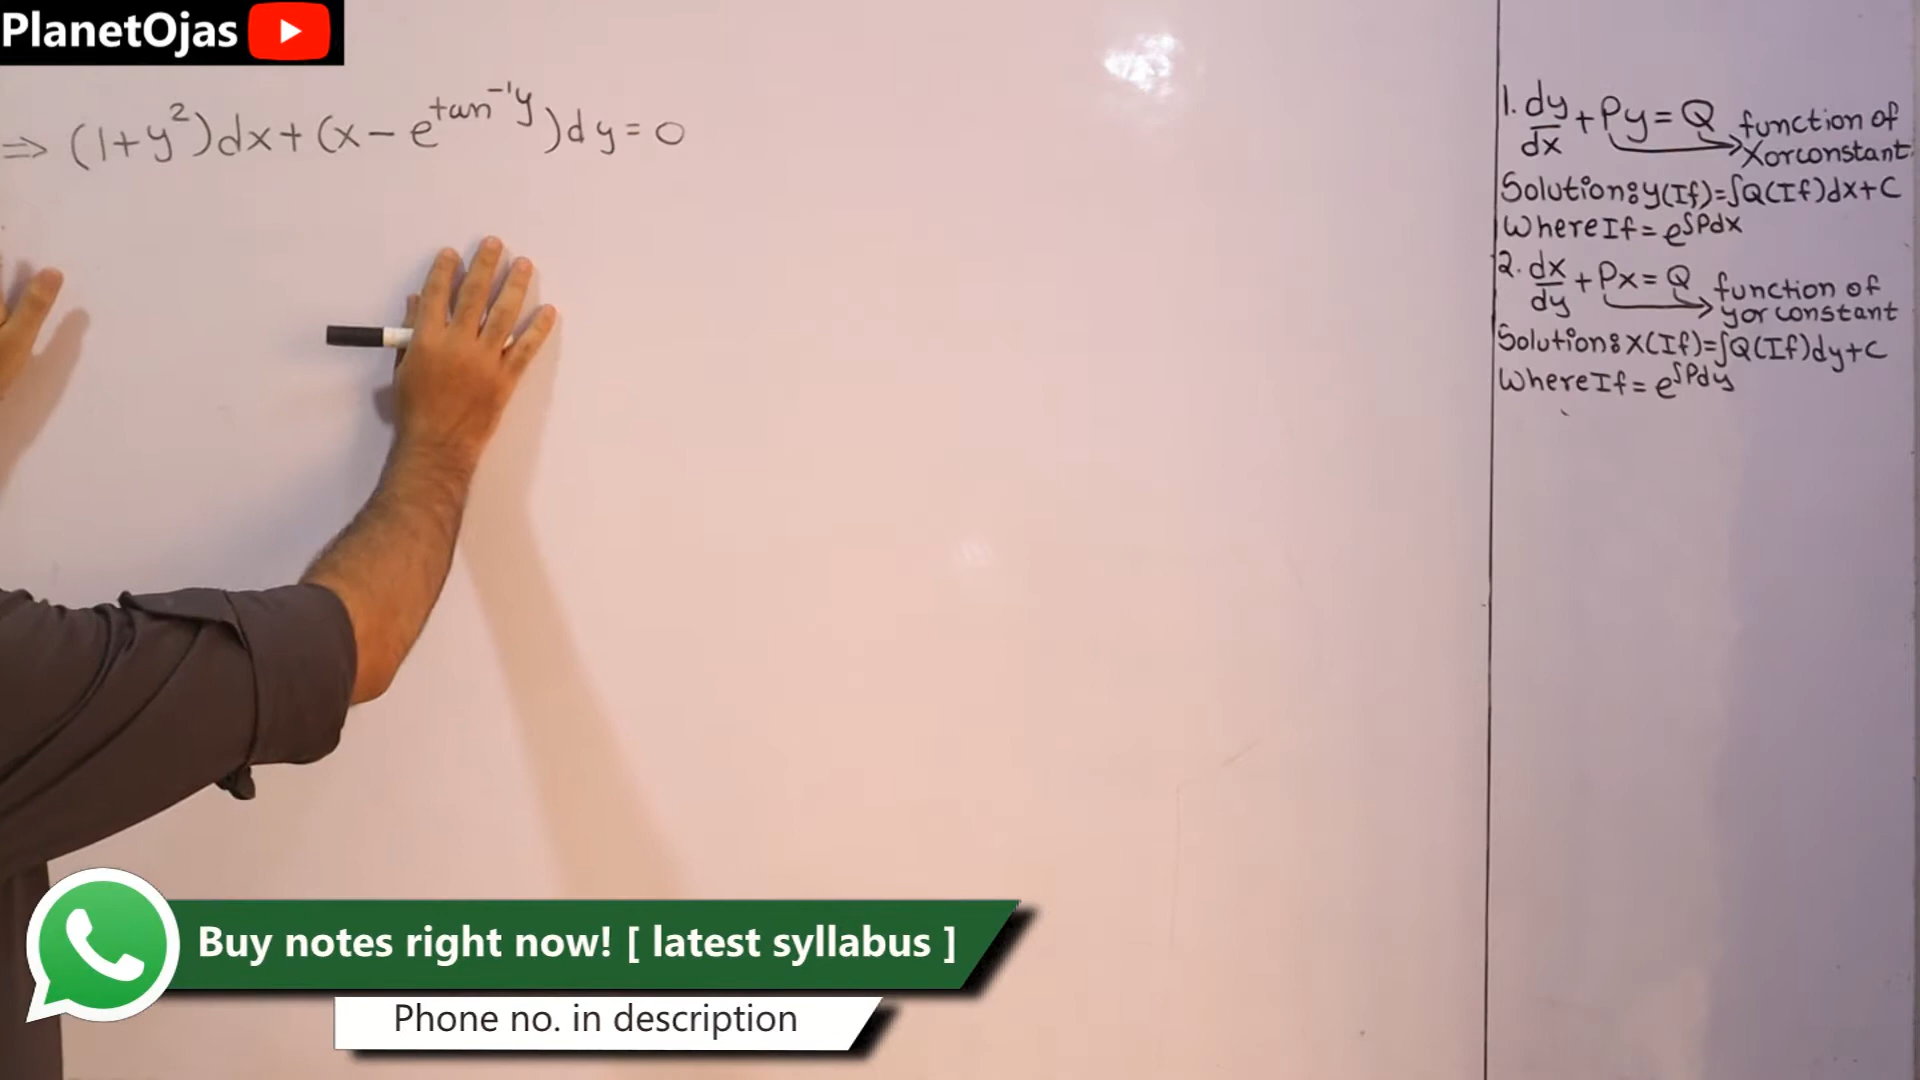 PlanetOjas
⇒ (1+y²)dx+(x−e^tan⁻¹y)dy=0
1. dy/dx+Py=Q function of
x or constant
Solution: y(If)=∫Q(If)dx+C
Where If = e^∫Pdx
2. dx/dy+Px=Q function of
y or constant
Solution: x(If)=∫Q(If)dy+C
Where If = e^∫Pdy
Buy notes right now! [ latest syllabus ]
Phone no. in description